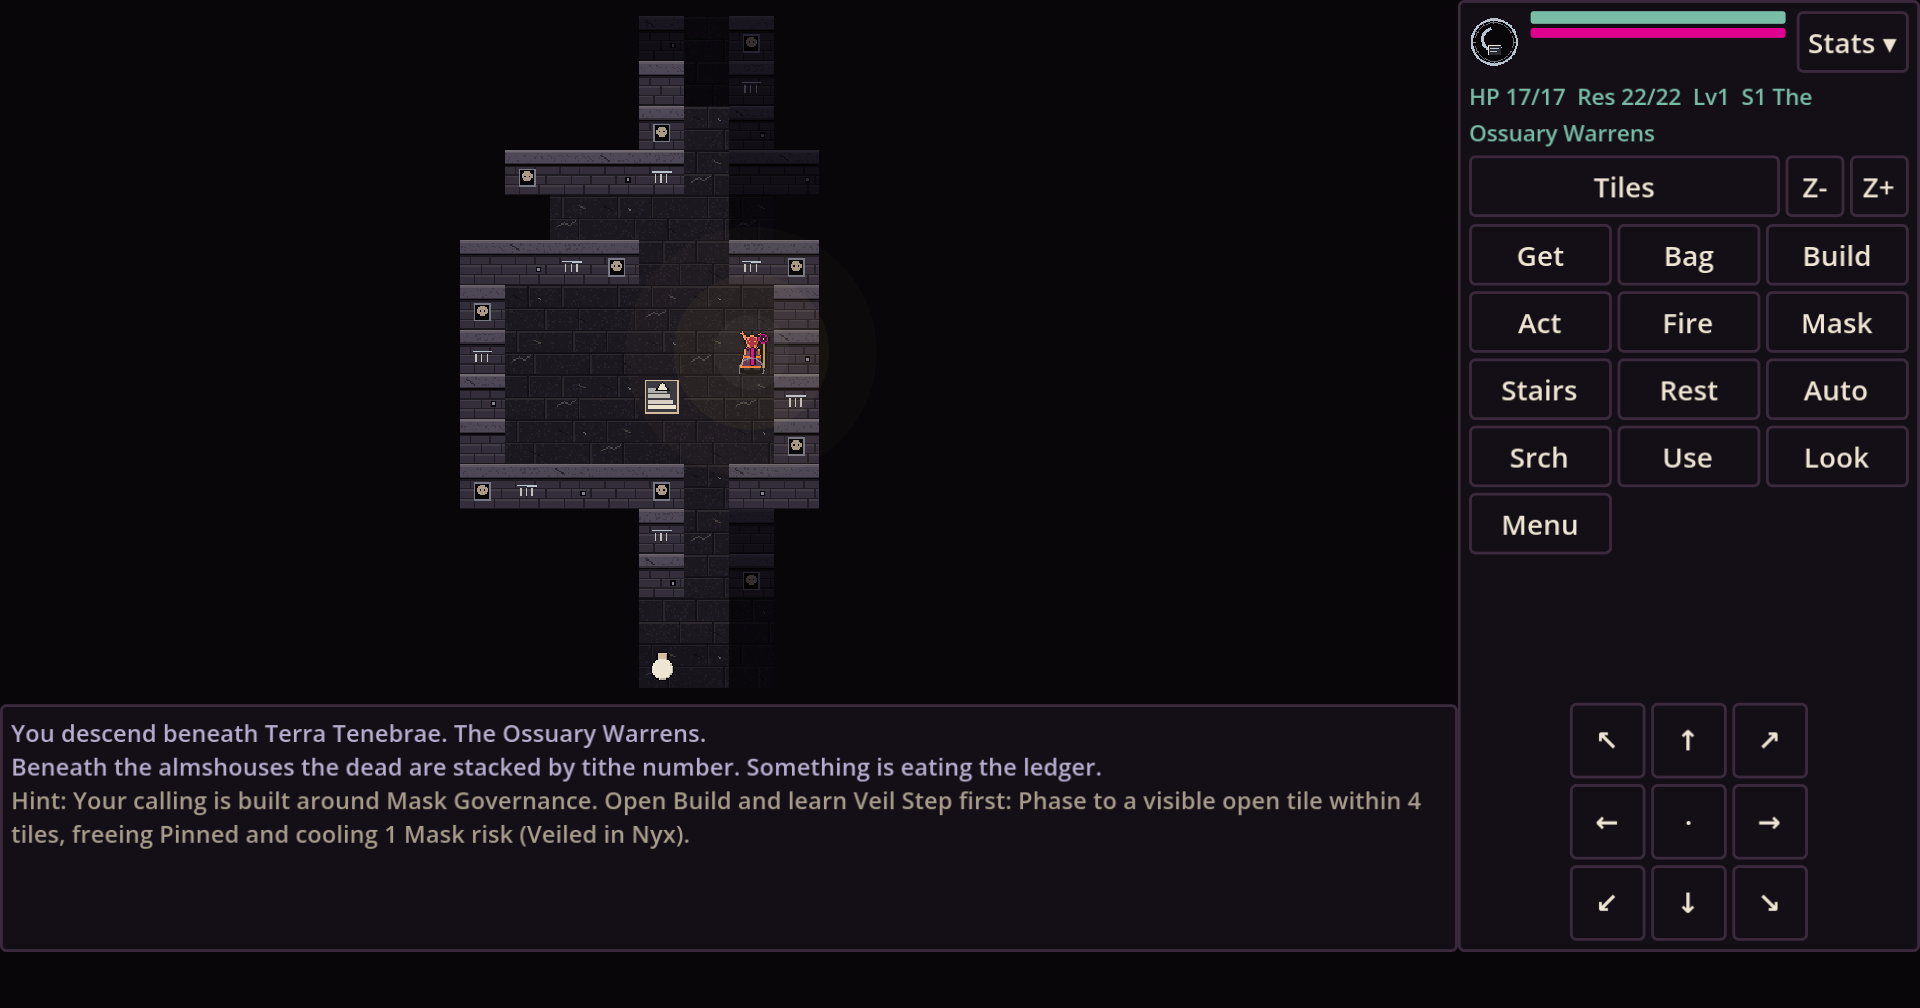 Stats ▾
HP 17/17 Res 22/22 Lv1 S1 The
Ossuary Warrens
Tiles Z- Z+
Get Bag Build
Act Fire Mask
Stairs Rest Auto
Srch Use Look
Menu
You descend beneath Terra Tenebrae. The Ossuary Warrens.
Beneath the almshouses the dead are stacked by tithe number. Something is eating the ledger.
Hint: Your calling is built around Mask Governance. Open Build and learn Veil Step first: Phase to a visible open tile within 4
tiles, freeing Pinned and cooling 1 Mask risk (Veiled in Nyx).
↖ ↑ ↗
← · →
↙ ↓ ↘